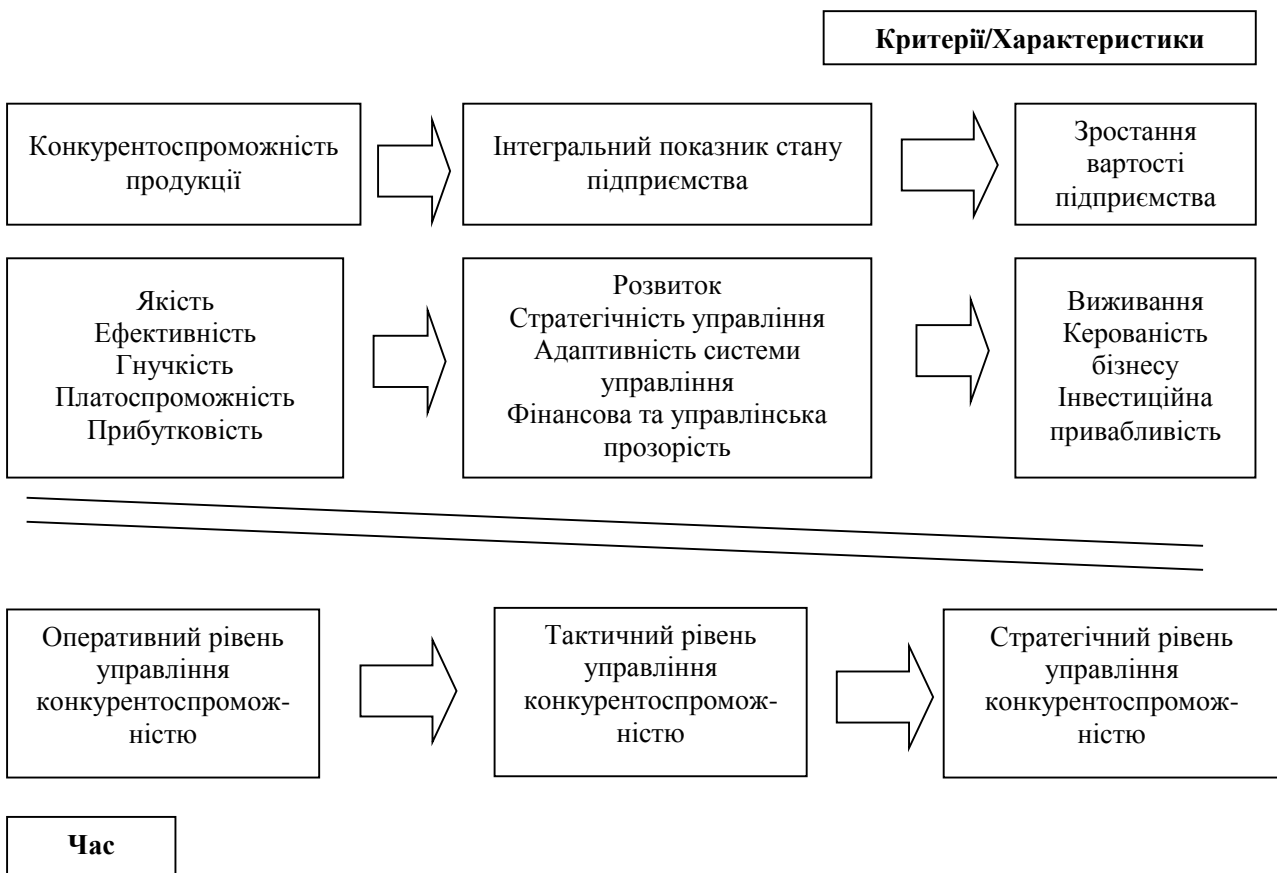 Критерії/Характеристики
Конкурентоспроможність
продукції
Інтегральний показник стану
підприємства
Зростання
вартості
підприємства
Якість
Ефективність
Гнучкість
Платоспроможність
Прибутковість
Розвиток
Стратегічність управління
Адаптивність системи
управління
Фінансова та управлінська
прозорість
Виживання
Керованість
бізнесу
Інвестиційна
привабливість
Оперативний рівень
управління
конкурентоспромож-
ністю
Тактичний рівень
управління
конкурентоспромож-
ністю
Стратегічний рівень
управління
конкурентоспромож-
ністю
Час